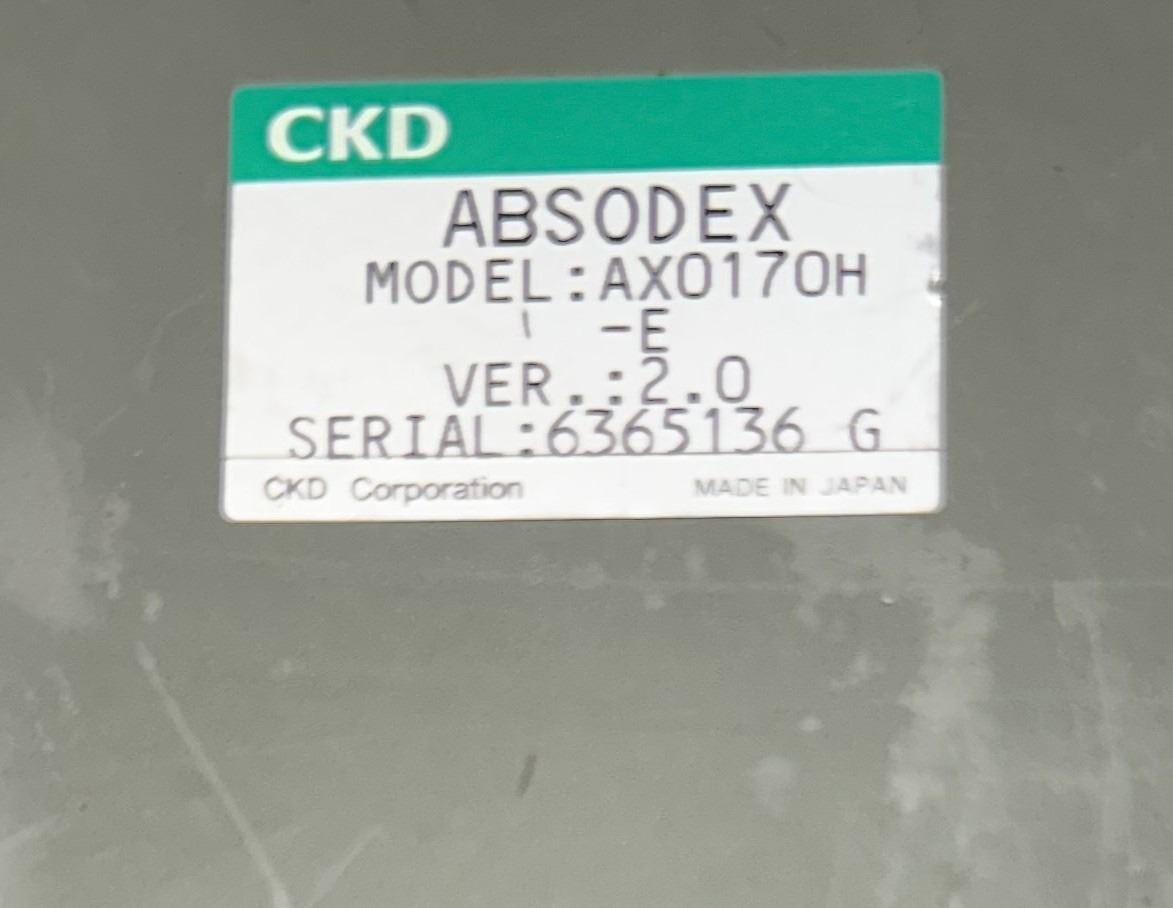 CKD
ABSODEX
MODEL:AX0170H
-E
VER.:2.0
SERIAL:6365136 G
CKD Corporation
MADE IN JAPAN